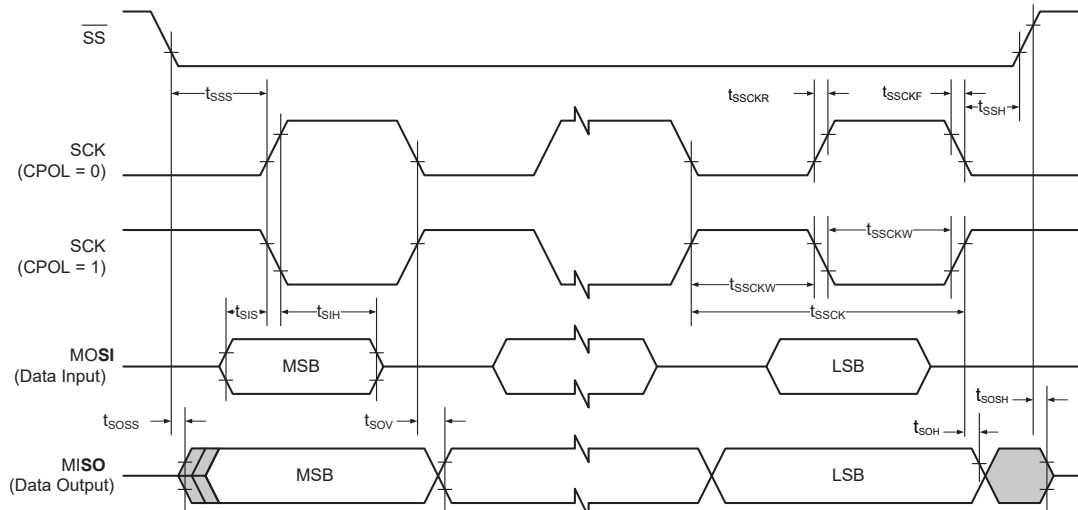 SS
tSSS
tSSCKR
tSSCKF
tSSH
SCK
(CPOL = 0)
SCK
(CPOL = 1)
tSSCKW
tSSCKW
tSSCK
tSIS
tSIH
MOSI
(Data Input)
MSB
LSB
tSOSS
tSOV
tSOH
tSOSH
MISO
(Data Output)
MSB
LSB